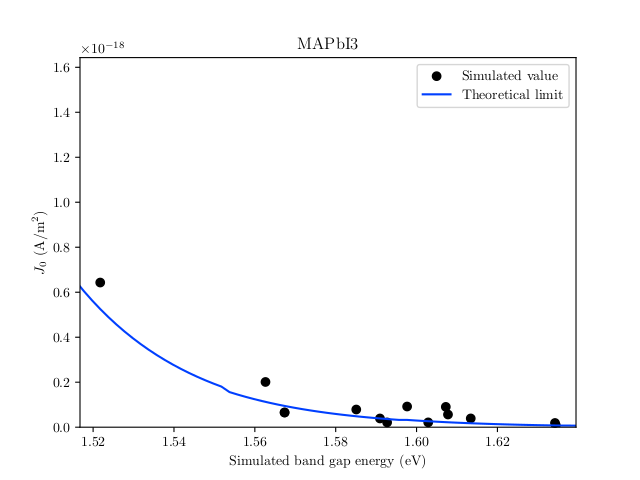 MAPbI3
×10⁻¹⁸
1.6
1.4
1.2
1.0
0.8
0.6
0.4
0.2
0.0
J₀ (A/m²)
Simulated value
Theoretical limit
1.52 1.54 1.56 1.58 1.60 1.62
Simulated band gap energy (eV)